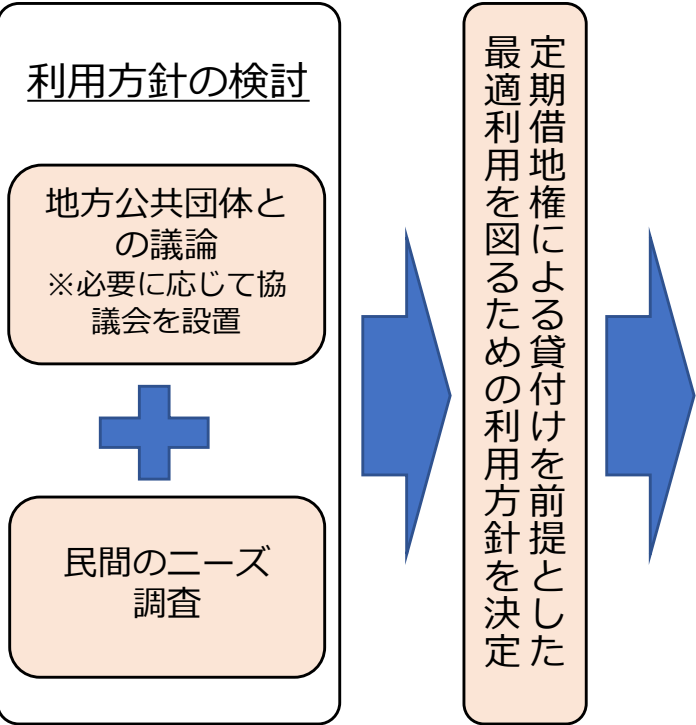 利用方針の検討
地方公共団体と
の議論
※必要に応じて協
議会を設置
民間のニーズ
調査
定期借地権による貸付けを前提とした
最適利用を図るための利用方針を決定